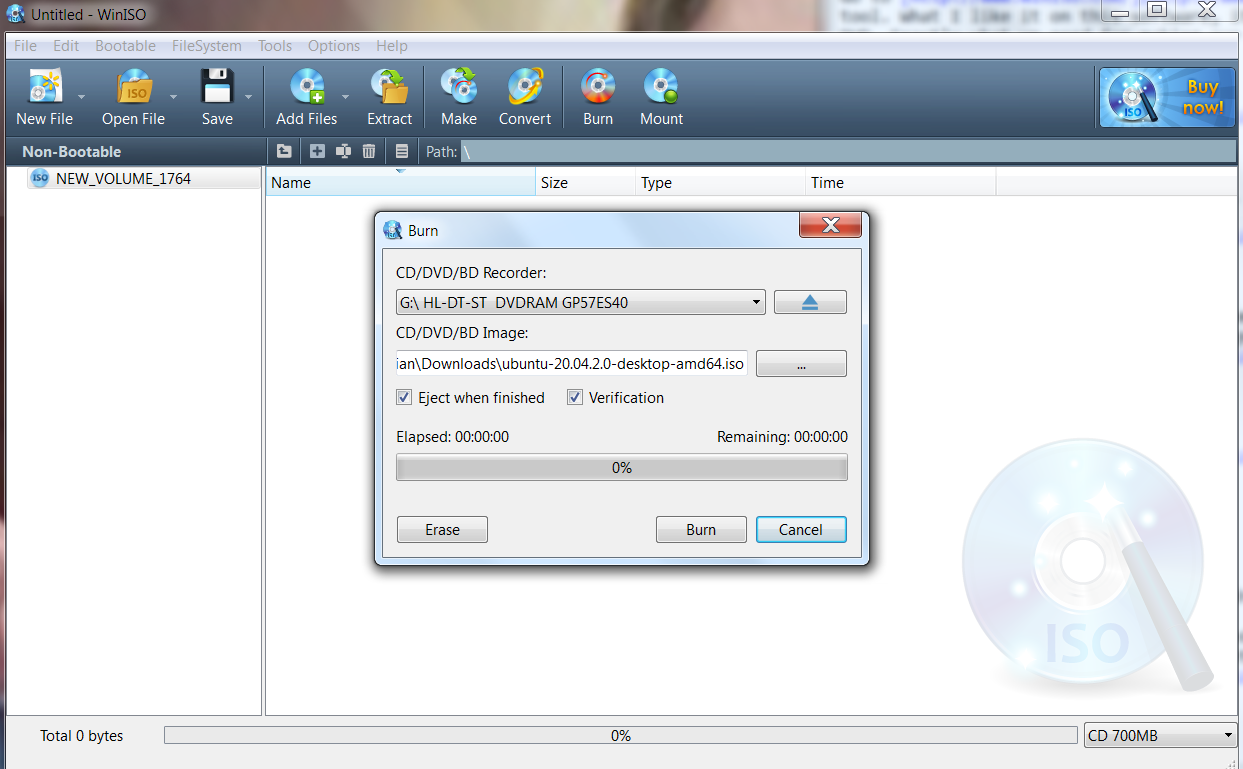 Untitled - WinISO
tool. what I like it on this
File Edit Bootable FileSystem Tools Options Help
New File Open File Save Add Files Extract Make Convert Burn Mount
ISO
ISO
Buy now!
Non-Bootable Path: \
ISO NEW_VOLUME_1764
Name Size Type Time
Burn
CD/DVD/BD Recorder:
G:\ HL-DT-ST DVDRAM GP57ES40
CD/DVD/BD Image:
ian\Downloads\ubuntu-20.04.2.0-desktop-amd64.iso ...
Eject when finished Verification
Elapsed: 00:00:00 Remaining: 00:00:00
0%
Erase Burn Cancel
ISO
Total 0 bytes 0% CD 700MB